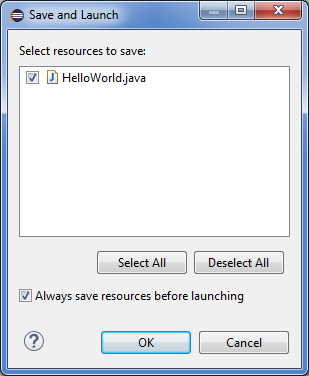 Save and Launch
Select resources to save:
HelloWorld.java
Select All
Deselect All
Always save resources before launching
?
OK
Cancel